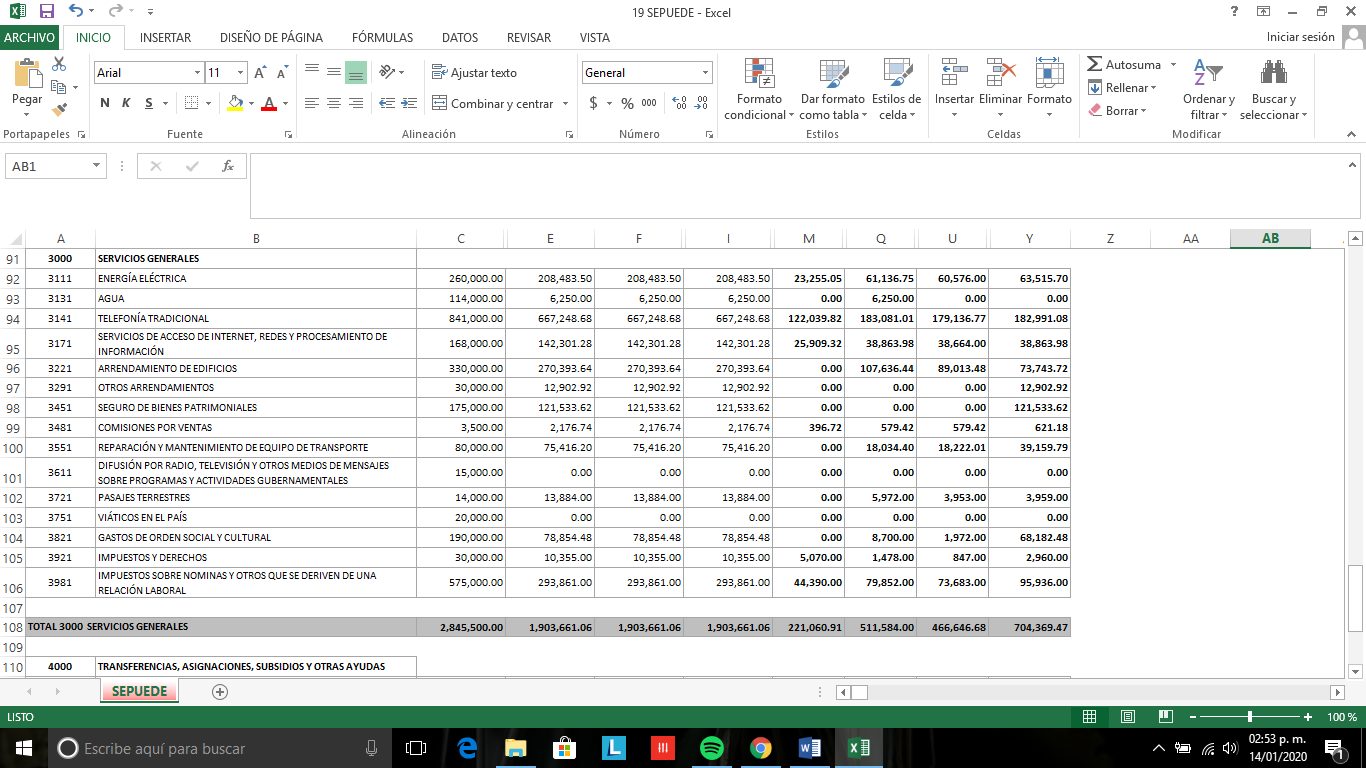 19 SEPUEDE - Excel
ARCHIVO INICIO INSERTAR DISEÑO DE PÁGINA FÓRMULAS DATOS REVISAR VISTA Iniciar sesión
Pegar
Portapapeles
Arial 11
N K S
Fuente
Ajustar texto
Combinar y centrar
Alineación
General
$ % 000
Número
Formato condicional
Dar formato como tabla
Estilos de celda
Estilos
Insertar Eliminar Formato
Celdas
Autosuma
Rellenar
Borrar
Ordenar y filtrar
Buscar y seleccionar
Modificar
AB1 fx
A B C E F I M Q U Y Z AA AB
91 3000 SERVICIOS GENERALES
92 3111 ENERGÍA ELÉCTRICA 260,000.00 208,483.50 208,483.50 208,483.50 23,255.05 61,136.75 60,576.00 63,515.70
93 3131 AGUA 114,000.00 6,250.00 6,250.00 6,250.00 0.00 6,250.00 0.00 0.00
94 3141 TELEFONÍA TRADICIONAL 841,000.00 667,248.68 667,248.68 667,248.68 122,039.82 183,081.01 179,136.77 182,991.08
95 3171 SERVICIOS DE ACCESO DE INTERNET, REDES Y PROCESAMIENTO DE
INFORMACIÓN 168,000.00 142,301.28 142,301.28 142,301.28 25,909.32 38,863.98 38,664.00 38,863.98
96 3221 ARRENDAMIENTO DE EDIFICIOS 330,000.00 270,393.64 270,393.64 270,393.64 0.00 107,636.44 89,013.48 73,743.72
97 3291 OTROS ARRENDAMIENTOS 30,000.00 12,902.92 12,902.92 12,902.92 0.00 0.00 0.00 12,902.92
98 3451 SEGURO DE BIENES PATRIMONIALES 175,000.00 121,533.62 121,533.62 121,533.62 0.00 0.00 0.00 121,533.62
99 3481 COMISIONES POR VENTAS 3,500.00 2,176.74 2,176.74 2,176.74 396.72 579.42 579.42 621.18
100 3551 REPARACIÓN Y MANTENIMIENTO DE EQUIPO DE TRANSPORTE 80,000.00 75,416.20 75,416.20 75,416.20 0.00 18,034.40 18,222.01 39,159.79
101 3611 DIFUSIÓN POR RADIO, TELEVISIÓN Y OTROS MEDIOS DE MENSAJES
SOBRE PROGRAMAS Y ACTIVIDADES GUBERNAMENTALES 15,000.00 0.00 0.00 0.00 0.00 0.00 0.00 0.00
102 3721 PASAJES TERRESTRES 14,000.00 13,884.00 13,884.00 13,884.00 0.00 5,972.00 3,953.00 3,959.00
103 3751 VIÁTICOS EN EL PAÍS 20,000.00 0.00 0.00 0.00 0.00 0.00 0.00 0.00
104 3821 GASTOS DE ORDEN SOCIAL Y CULTURAL 190,000.00 78,854.48 78,854.48 78,854.48 0.00 8,700.00 1,972.00 68,182.48
105 3921 IMPUESTOS Y DERECHOS 30,000.00 10,355.00 10,355.00 10,355.00 5,070.00 1,478.00 847.00 2,960.00
106 3981 IMPUESTOS SOBRE NOMINAS Y OTROS QUE SE DERIVEN DE UNA
RELACIÓN LABORAL 575,000.00 293,861.00 293,861.00 293,861.00 44,390.00 79,852.00 73,683.00 95,936.00
107
108 TOTAL 3000 SERVICIOS GENERALES 2,845,500.00 1,903,661.06 1,903,661.06 1,903,661.06 221,060.91 511,584.00 466,646.68 704,369.47
109
110 4000 TRANSFERENCIAS, ASIGNACIONES, SUBSIDIOS Y OTRAS AYUDAS
SEPUEDE
LISTO 100 %
Escribe aquí para buscar
02:53 p. m.
14/01/2020
1